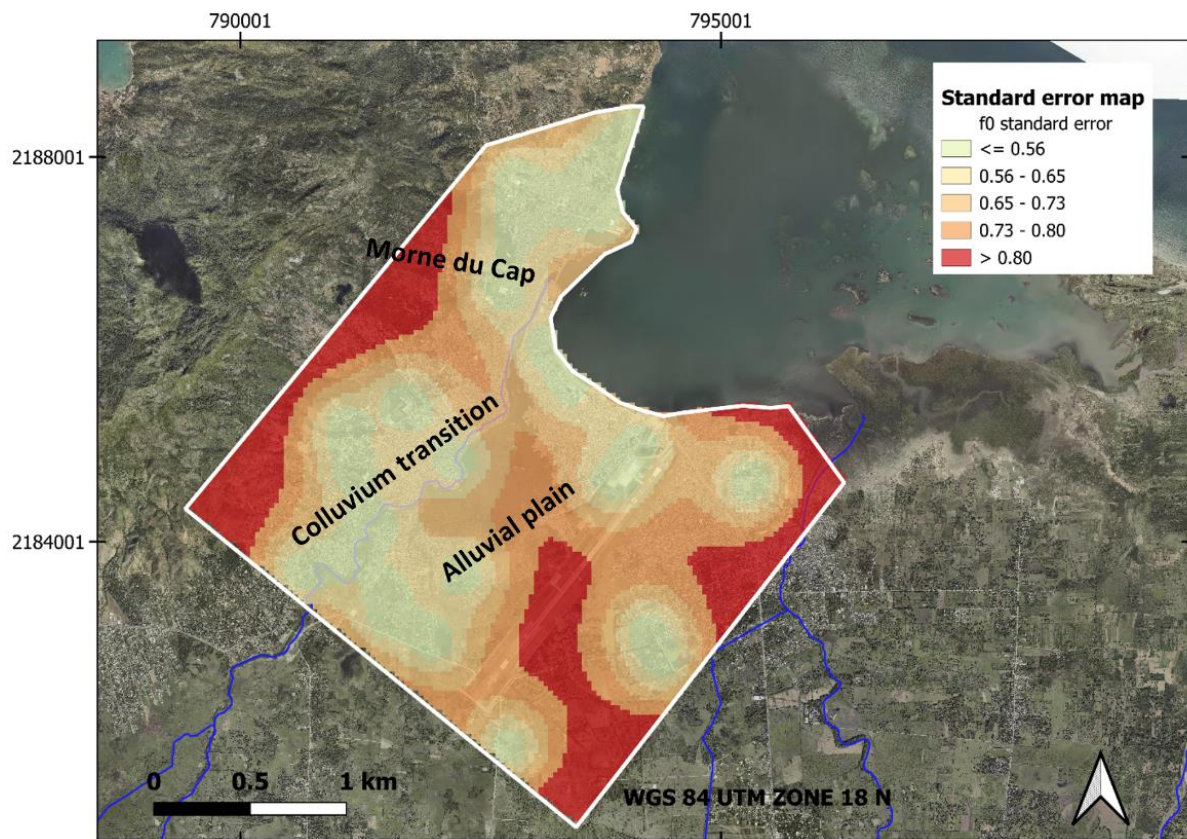 790001
795001
2188001
2184001
Standard error map
f0 standard error
<= 0.56
0.56 - 0.65
0.65 - 0.73
0.73 - 0.80
> 0.80
Morne du Cap
Colluvium transition
Alluvial plain
0 0.5 1 km
WGS 84 UTM ZONE 18 N